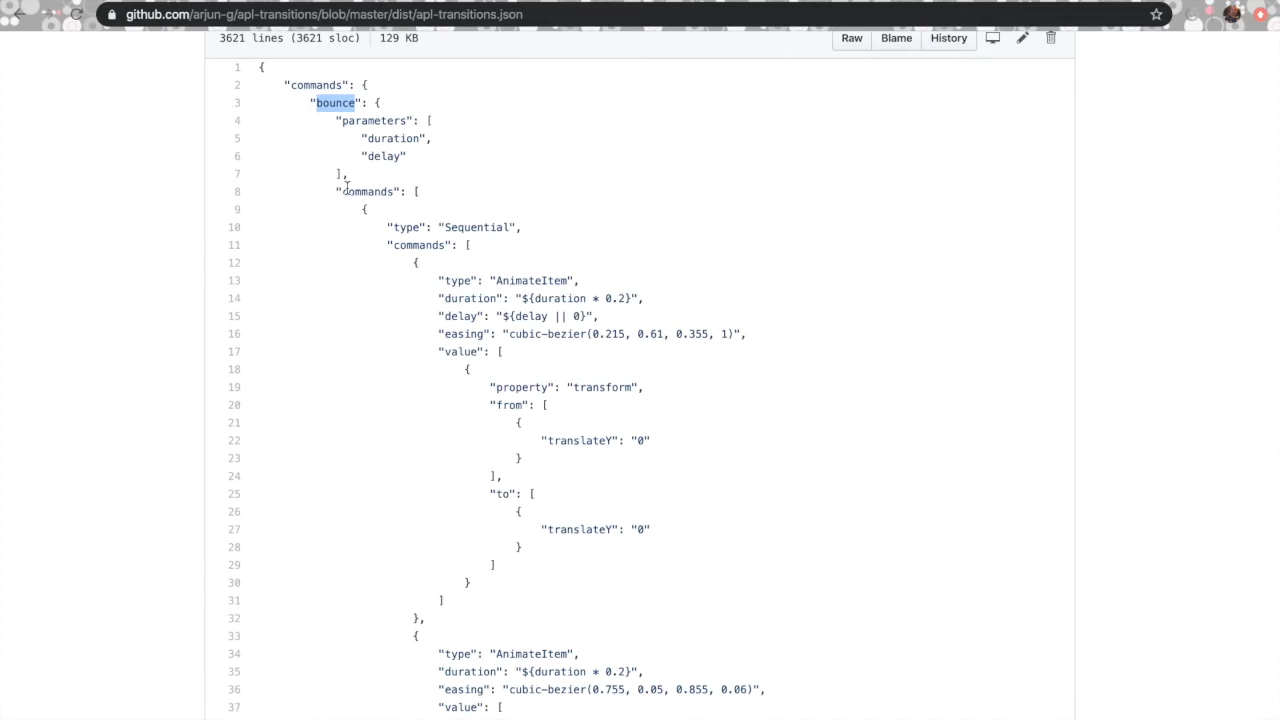 github.com/arjun-g/apl-transitions/blob/master/dist/apl-transitions.json
3621 lines (3621 sloc) 129 KB Raw Blame History
1 {
2 "commands": {
3 "bounce": {
4 "parameters": [
5 "duration",
6 "delay"
7 ],
8 "commands": [
9 {
10 "type": "Sequential",
11 "commands": [
12 {
13 "type": "AnimateItem",
14 "duration": "${duration * 0.2}",
15 "delay": "${delay || 0}",
16 "easing": "cubic-bezier(0.215, 0.61, 0.355, 1)",
17 "value": [
18 {
19 "property": "transform",
20 "from": [
21 {
22 "translateY": "0"
23 }
24 ],
25 "to": [
26 {
27 "translateY": "0"
28 }
29 ]
30 }
31 ]
32 },
33 {
34 "type": "AnimateItem",
35 "duration": "${duration * 0.2}",
36 "easing": "cubic-bezier(0.755, 0.05, 0.855, 0.06)",
37 "value": [